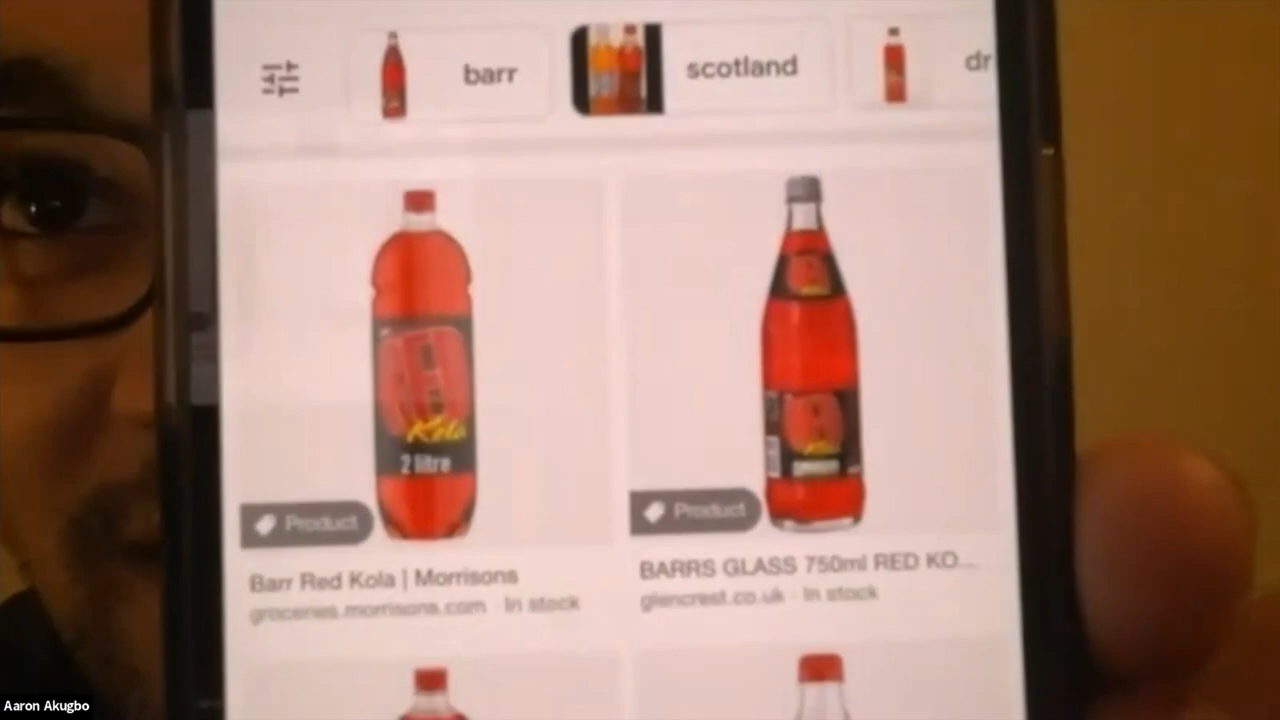 barr
scotland
dr
Kola
2 litre
Product
Product
Barr Red Kola | Morrisons
groceries.morrisons.com · In stock
BARRS GLASS 750ml RED KO...
glencrest.co.uk · In stock
Aaron Akugbo